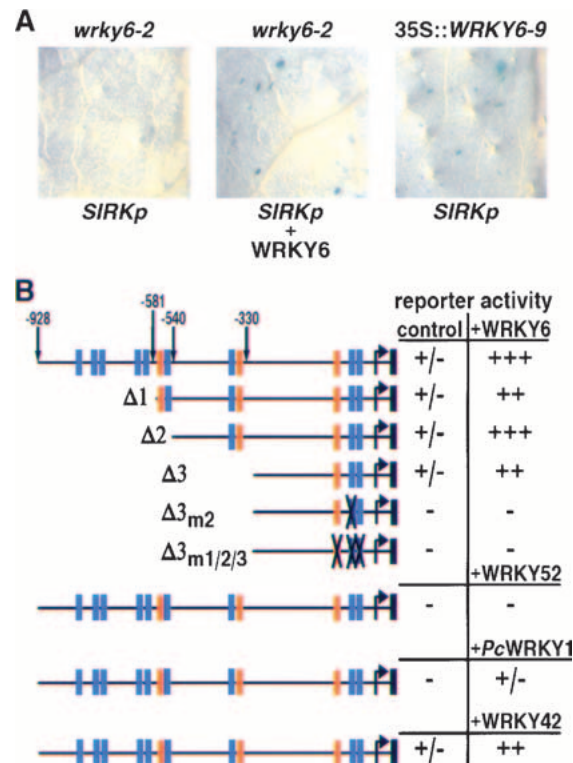 A
wrky6-2 wrky6-2 35S::WRKY6-9
SIRKp SIRKp SIRKp
+
WRKY6
B
reporter activity
control +WRKY6
-928 -581 -540 -330
+/- +++
Δ1 +/- ++
Δ2 +/- +++
Δ3 +/- ++
Δ3m2 - -
Δ3m1/2/3 - -
+WRKY52
- -
+PcWRKY1
- +/-
+WRKY42
+/- ++